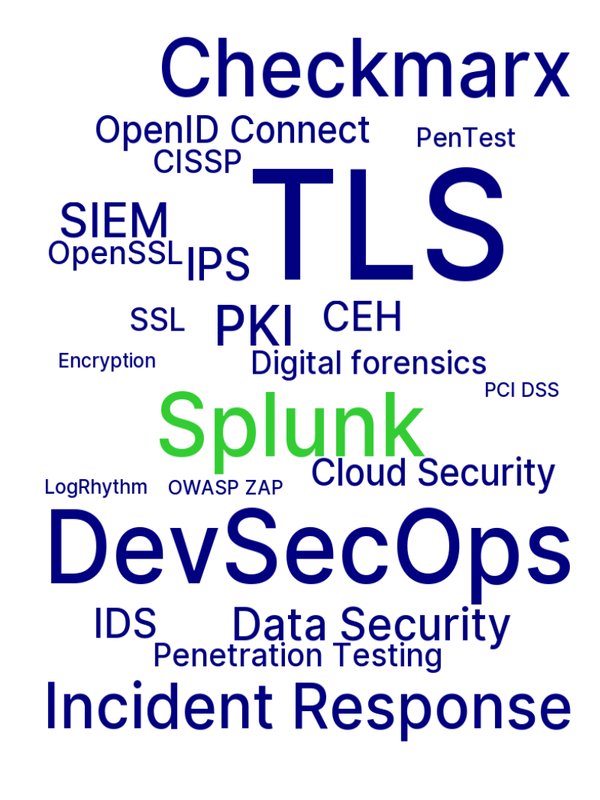 Checkmarx
OpenID Connect
PenTest
CISSP
TLS
SIEM
OpenSSL
IPS
SSL
PKI
CEH
Encryption
Digital forensics
PCI DSS
Splunk
Cloud Security
LogRhythm
OWASP ZAP
DevSecOps
IDS
Data Security
Penetration Testing
Incident Response